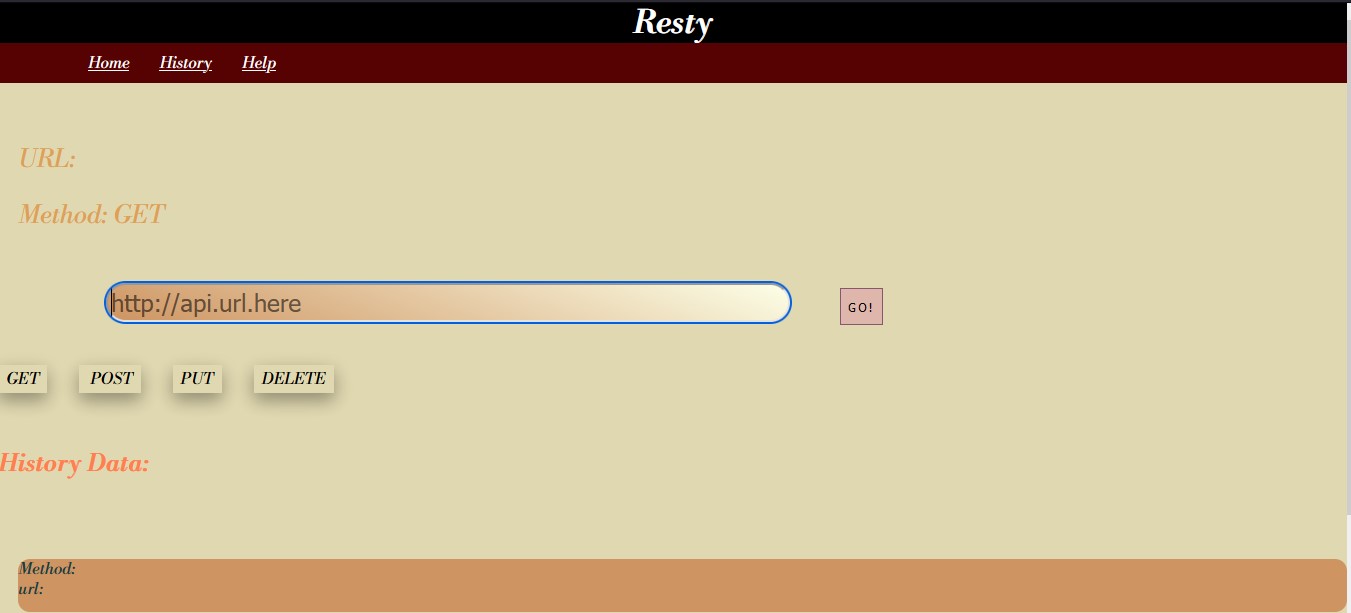 Resty
Home History Help
URL:
Method: GET
http://api.url.here
GO!
GET POST PUT DELETE
History Data:
Method:
url: